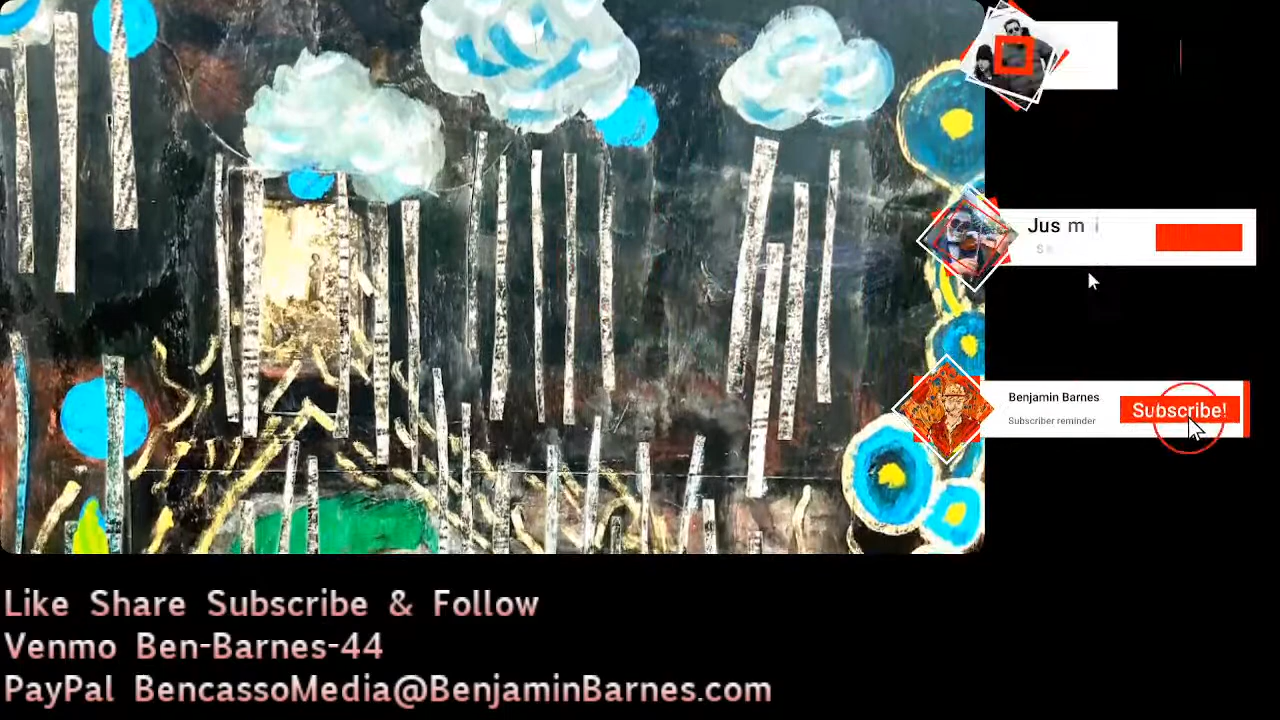 Jus m
Benjamin Barnes
Subscriber reminder
Subscribe!
Like Share Subscribe & Follow
Venmo Ben-Barnes-44
PayPal BencassoMedia@BenjaminBarnes.com